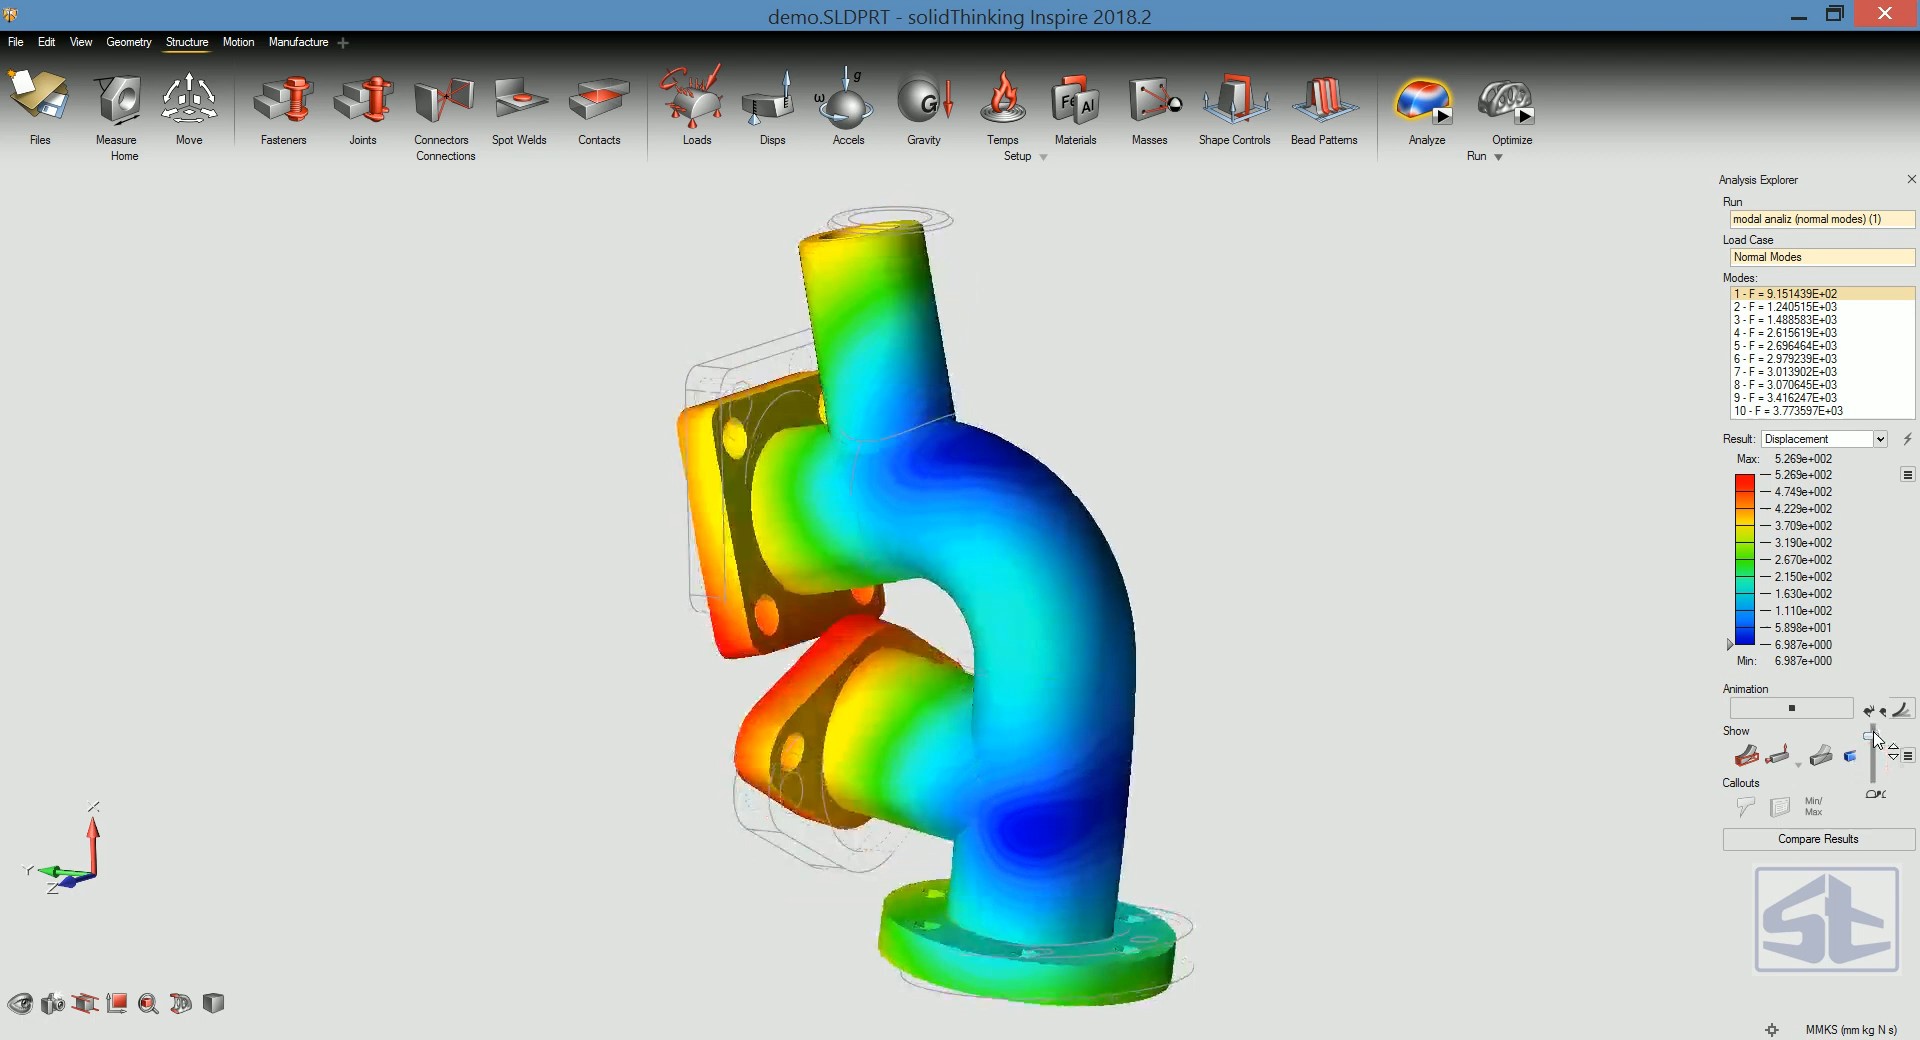 demo.SLDPRT - solidThinking Inspire 2018.2
File Edit View Geometry Structure Motion Manufacture +
g
ω G Fe Al
Files Measure Move Fasteners Joints Connectors Spot Welds Contacts Loads Disps Accels Gravity Temps Materials Masses Shape Controls Bead Patterns Analyze Optimize
Home Connections Setup Run
Analysis Explorer
Run
modal analiz (normal modes) (1)
Load Case
Normal Modes
Modes:
1 - F = 9.151439E+02
2 - F = 1.240515E+03
3 - F = 1.488583E+03
4 - F = 2.615619E+03
5 - F = 2.696464E+03
6 - F = 2.979239E+03
7 - F = 3.013902E+03
8 - F = 3.070645E+03
9 - F = 3.416247E+03
10 - F = 3.773597E+03
Result: Displacement
Max: 5.269e+002
5.269e+002
4.749e+002
4.229e+002
3.709e+002
3.190e+002
2.670e+002
2.150e+002
1.630e+002
1.110e+002
5.898e+001
6.987e+000
Min: 6.987e+000
Animation
Show
Callouts
Min/
Max
Compare Results
st
X
Y
Z
MMKS (mm kg N s)